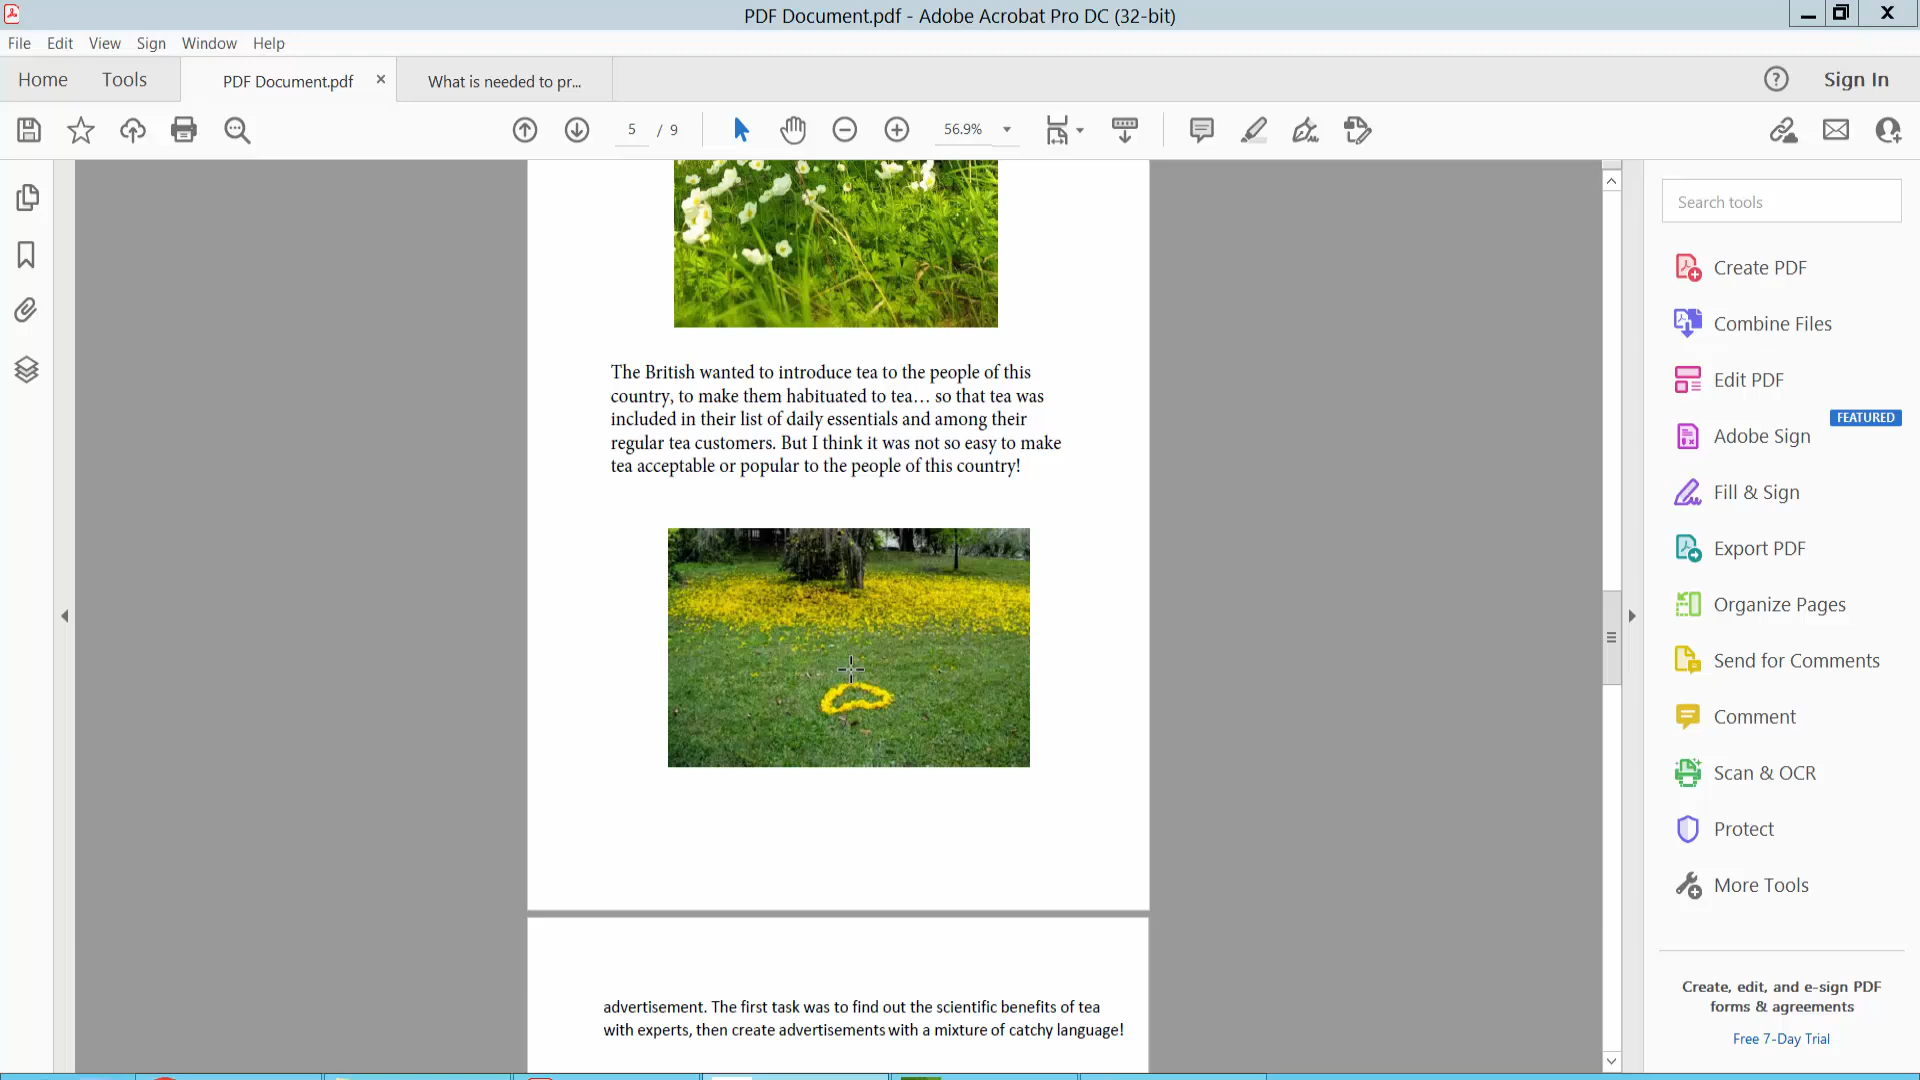 PDF Document.pdf - Adobe Acrobat Pro DC (32-bit)
X
File Edit View Sign Window Help
Home Tools PDF Document.pdf × What is needed to pr... ? Sign In
5 / 9 56.9%
Search tools
Create PDF
Combine Files
Edit PDF
FEATURED
Adobe Sign
Fill & Sign
Export PDF
Organize Pages
Send for Comments
Comment
Scan & OCR
Protect
More Tools
Create, edit, and e-sign PDF
forms & agreements
Free 7-Day Trial
The British wanted to introduce tea to the people of this
country, to make them habituated to tea… so that tea was
included in their list of daily essentials and among their
regular tea customers. But I think it was not so easy to make
tea acceptable or popular to the people of this country!
advertisement. The first task was to find out the scientific benefits of tea
with experts, then create advertisements with a mixture of catchy language!